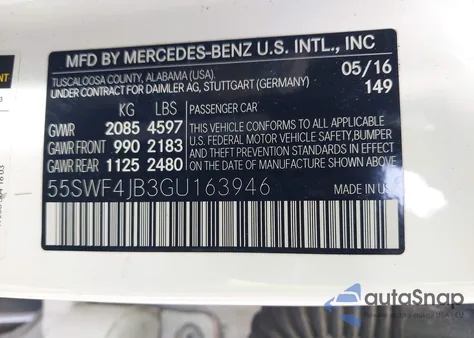 MFD BY MERCEDES-BENZ U.S. INTL., INC
TUSCALOOSA COUNTY, ALABAMA (USA).
UNDER CONTRACT FOR DAIMLER AG, STUTTGART (GERMANY)
05/16
149
KG LBS
GVWR 2085 4597
GAWR FRONT 990 2183
GAWR REAR 1125 2480
PASSENGER CAR
THIS VEHICLE CONFORMS TO ALL APPLICABLE
U.S. FEDERAL MOTOR VEHICLE SAFETY, BUMPER
AND THEFT PREVENTION STANDARDS IN EFFECT
ON THE DATE OF MANUFACTURE SHOWN ABOVE.
55SWF4JB3GU163946
autoSnap